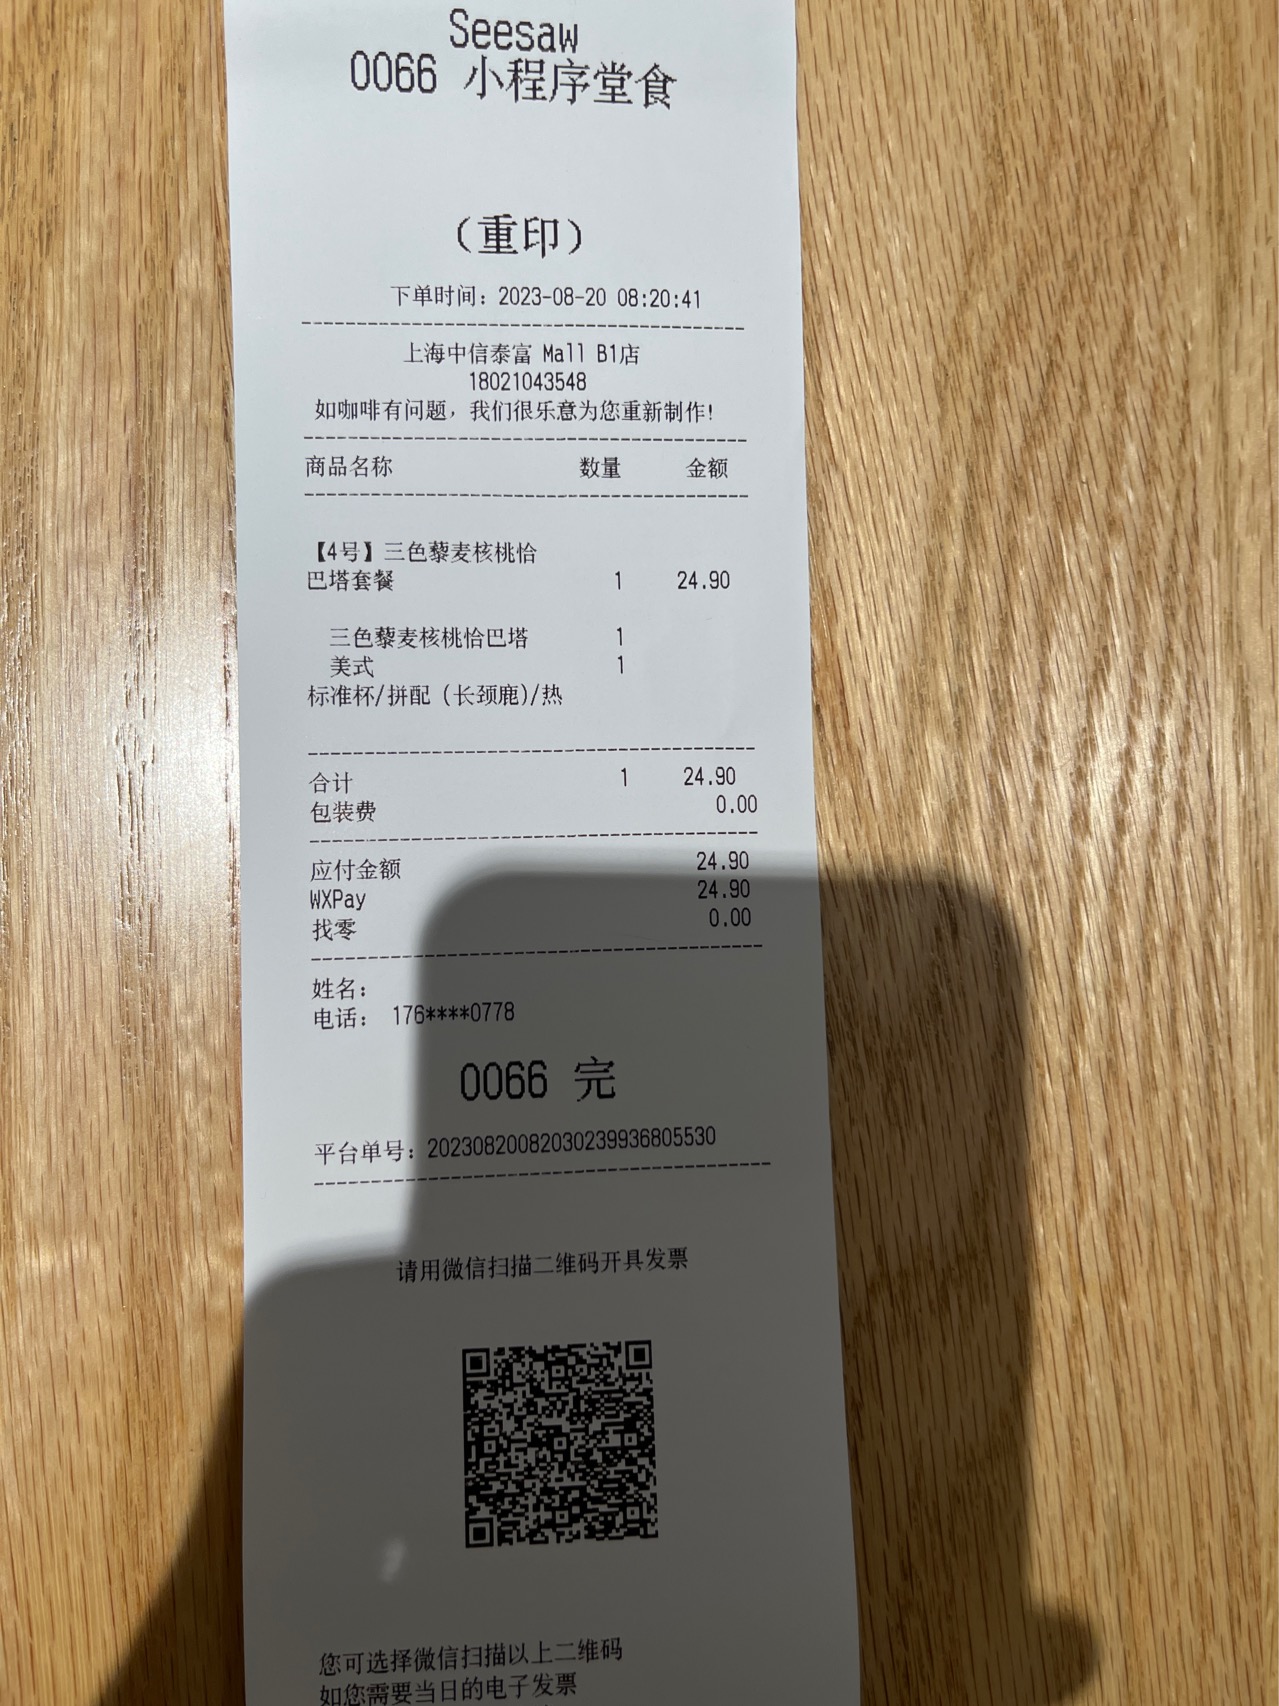 Seesaw
0066 小程序堂食
（重印）
下单时间：2023-08-20 08:20:41
上海中信泰富 Mall B1店
18021043548
如咖啡有问题，我们很乐意为您重新制作！
商品名称 数量 金额
【4号】三色藜麦核桃恰
巴塔套餐 1 24.90
三色藜麦核桃恰巴塔 1
美式 1
标准杯/拼配（长颈鹿)/热
合计 1 24.90
包装费 0.00
应付金额 24.90
WXPay 24.90
找零 0.00
姓名：
电话： 176****0778
0066 完
平台单号：20230820082030239936805530
请用微信扫描二维码开具发票
您可选择微信扫描以上二维码
如您需要当日的电子发票